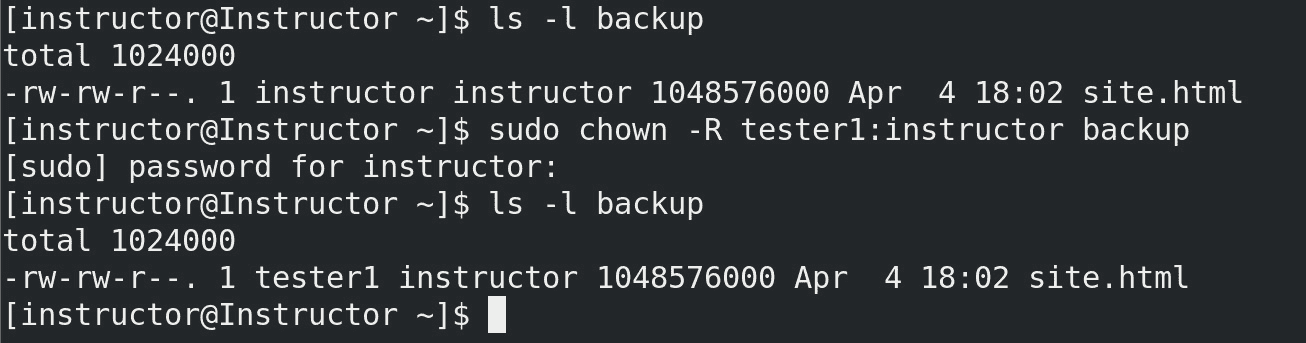 [instructor@Instructor ~]$ ls -l backup
total 1024000
-rw-rw-r--. 1 instructor instructor 1048576000 Apr  4 18:02 site.html
[instructor@Instructor ~]$ sudo chown -R tester1:instructor backup
[sudo] password for instructor:
[instructor@Instructor ~]$ ls -l backup
total 1024000
-rw-rw-r--. 1 tester1 instructor 1048576000 Apr  4 18:02 site.html
[instructor@Instructor ~]$